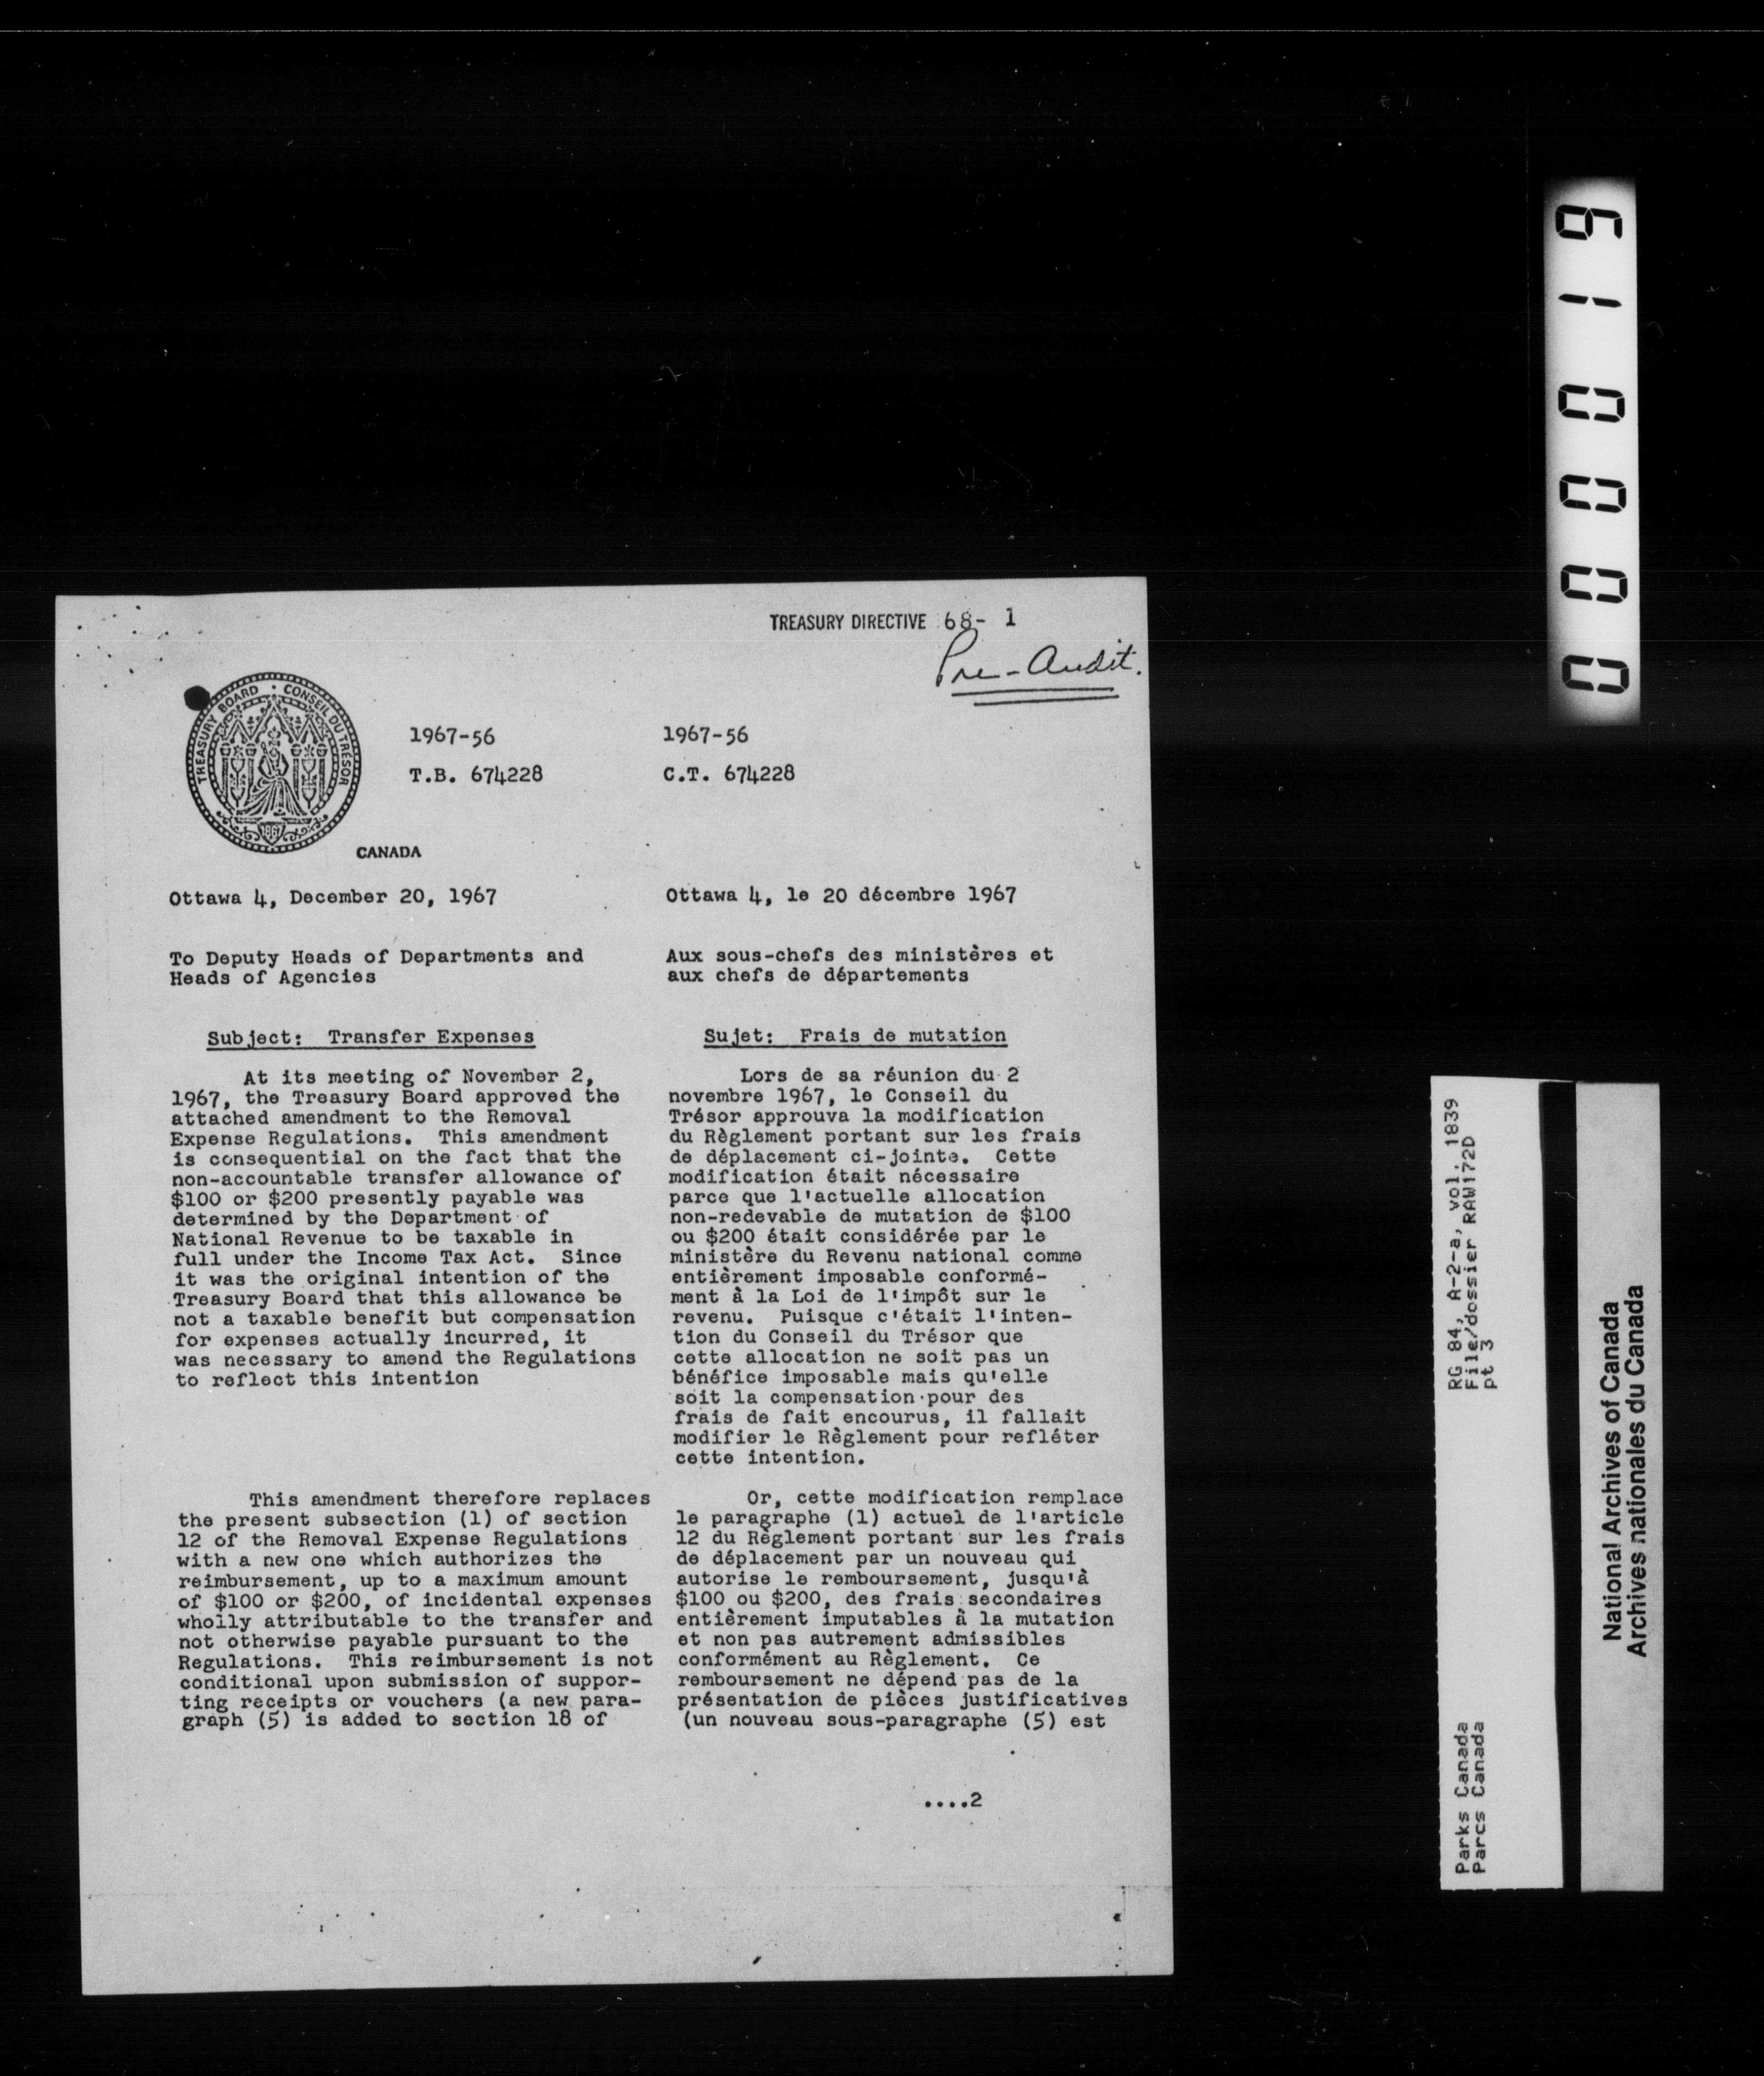 TREASURY DIRECTIVE 68- 1
Pre-Audit.
TREASURY BOARD • CONSEIL DU TRÉSOR
1867
1967-56
T.B. 674228
CANADA
1967-56
C.T. 674228
Ottawa 4, December 20, 1967
To Deputy Heads of Departments and
Heads of Agencies
Subject: Transfer Expenses
At its meeting of November 2,
1967, the Treasury Board approved the
attached amendment to the Removal
Expense Regulations. This amendment
is consequential on the fact that the
non-accountable transfer allowance of
$100 or $200 presently payable was
determined by the Department of
National Revenue to be taxable in
full under the Income Tax Act. Since
it was the original intention of the
Treasury Board that this allowance be
not a taxable benefit but compensation
for expenses actually incurred, it
was necessary to amend the Regulations
to reflect this intention
This amendment therefore replaces
the present subsection (1) of section
12 of the Removal Expense Regulations
with a new one which authorizes the
reimbursement, up to a maximum amount
of $100 or $200, of incidental expenses
wholly attributable to the transfer and
not otherwise payable pursuant to the
Regulations. This reimbursement is not
conditional upon submission of suppor-
ting receipts or vouchers (a new para-
graph (5) is added to section 18 of
Ottawa 4, le 20 décembre 1967
Aux sous-chefs des ministères et
aux chefs de départements
Sujet: Frais de mutation
Lors de sa réunion du 2
novembre 1967, le Conseil du
Trésor approuva la modification
du Règlement portant sur les frais
de déplacement ci-jointe. Cette
modification était nécessaire
parce que l'actuelle allocation
non-redevable de mutation de $100
ou $200 était considérée par le
ministère du Revenu national comme
entièrement imposable conformé-
ment à la Loi de l'impôt sur le
revenu. Puisque c'était l'inten-
tion du Conseil du Trésor que
cette allocation ne soit pas un
bénéfice imposable mais qu'elle
soit la compensation pour des
frais de fait encourus, il fallait
modifier le Règlement pour refléter
cette intention.
Or, cette modification remplace
le paragraphe (1) actuel de l'article
12 du Règlement portant sur les frais
de déplacement par un nouveau qui
autorise le remboursement, jusqu'à
$100 ou $200, des frais secondaires
entièrement imputables à la mutation
et non pas autrement admissibles
conformément au Règlement. Ce
remboursement ne dépend pas de la
présentation de pièces justificatives
(un nouveau sous-paragraphe (5) est
....2
000019
RG 84, A-2-a, vol. 1839
File/dossier RAW172D
pt 3
Parks Canada
Parcs Canada
National Archives of Canada
Archives nationales du Canada